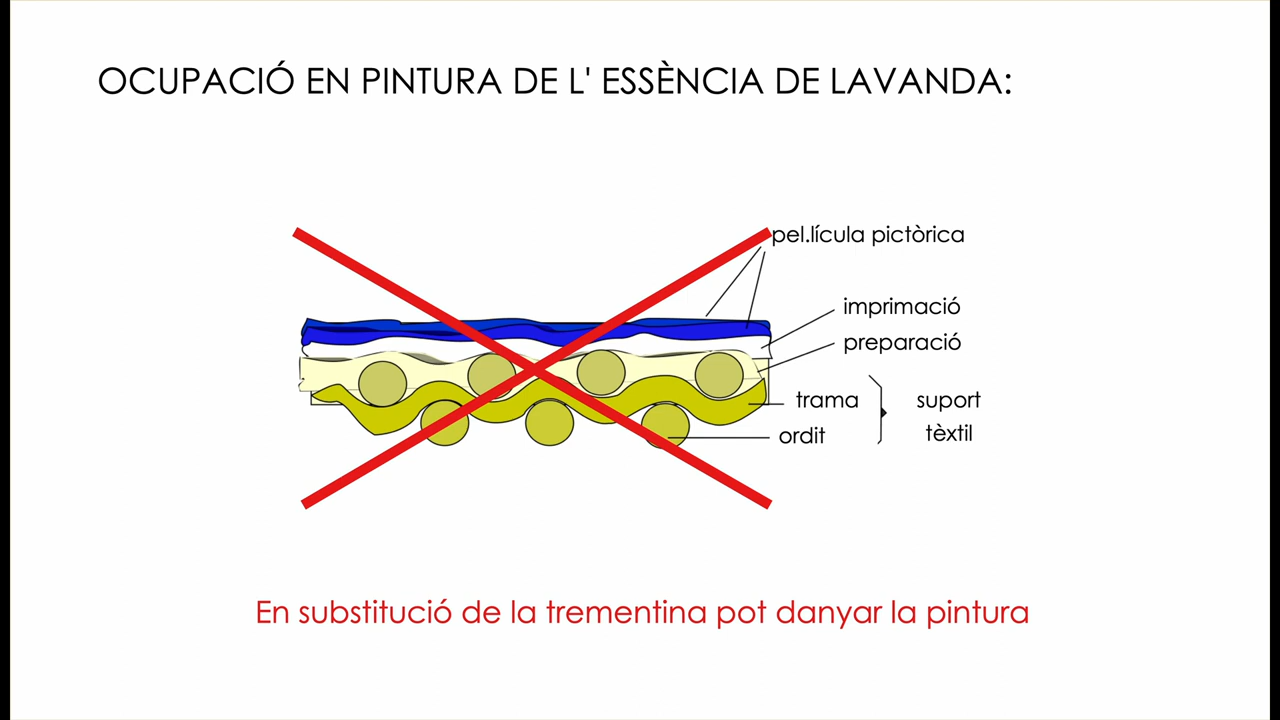 OCUPACIÓ EN PINTURA DE L' ESSÈNCIA DE LAVANDA:
pel.lícula pictòrica
imprimació
preparació
trama
ordit
suport
tèxtil
En substitució de la trementina pot danyar la pintura